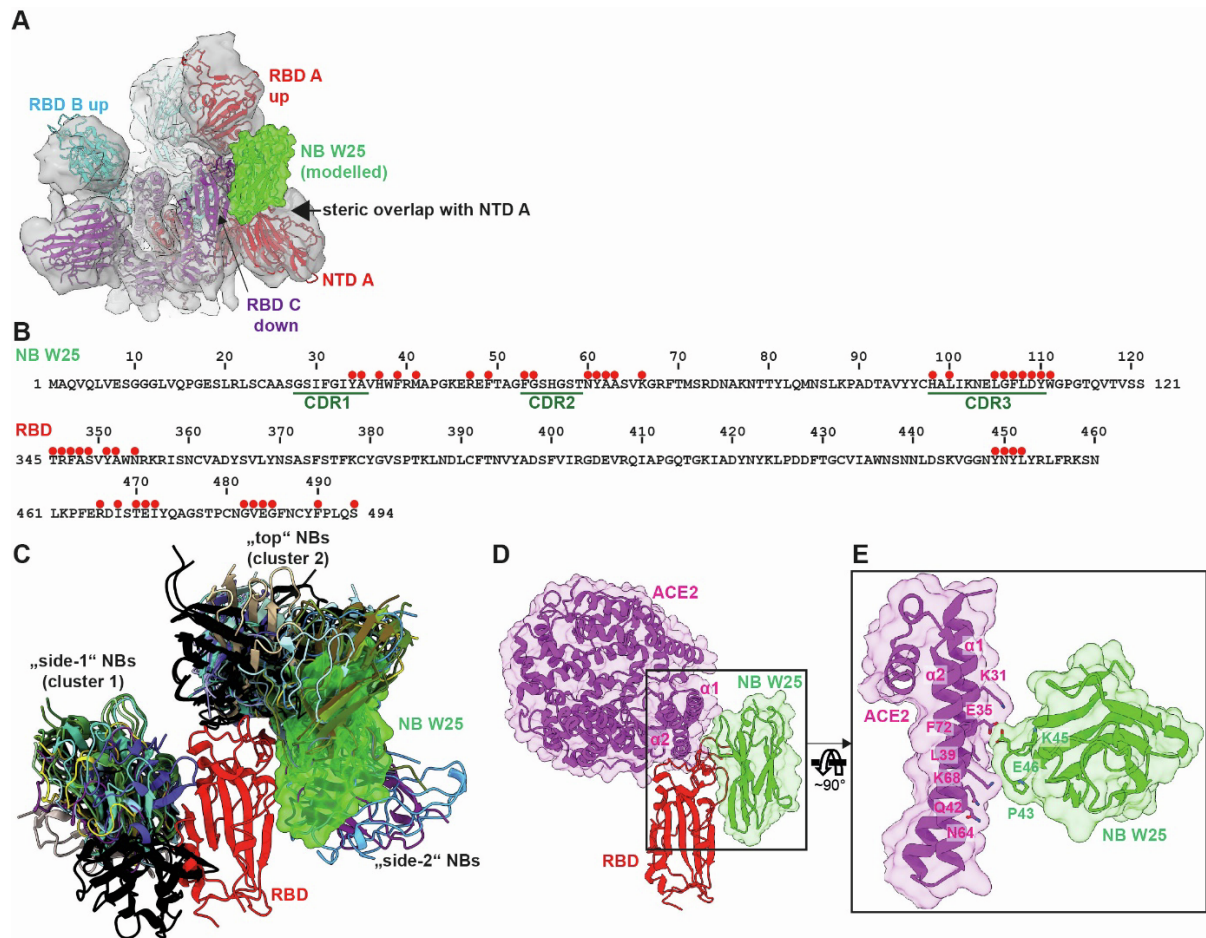 A
RBD A
up
RBD B up
NB W25
(modelled)
steric overlap with NTD A
NTD A
RBD C
down
B
NB W25
10 20 30 40 50 60 70 80 90 100 110 120
1 MAQVQLVESGGGLVQPGESLRLSCAASGSIFGIYAVHWFRMAPGKEREFTAGFGSHGSTNYAASVKGRFTMSRDNAKNTTYLQMNSLKPADTAVYYCHALIKNELGFLDYWGPGTQVTVSS 121
CDR1 CDR2 CDR3
RBD
350 360 370 380 390 400 410 420 430 440 450 460
345 TRFASVYAWNRKRISNCVADYSVLYNSASFSTFKCYGVSPTKLNDLCFTNVYADSFVIRGDEVRQIAPGQTGKIADYNYKLPDDFTGCVIAWNSNNLDSKVGGNYNYLYRLFRKSN
470 480 490
461 LKPFERDISTEIYQAGSTPCNGVEGFNCYFPLQS 494
C
„top“ NBs
(cluster 2)
„side-1“ NBs
(cluster 1)
NB W25
„side-2“ NBs
RBD
D
ACE2
α1
NB W25
α2
RBD
~90°
E
α1
α2
K31
ACE2
E35
F72
K45
L39
E46
K68
P43
Q42
N64
NB W25